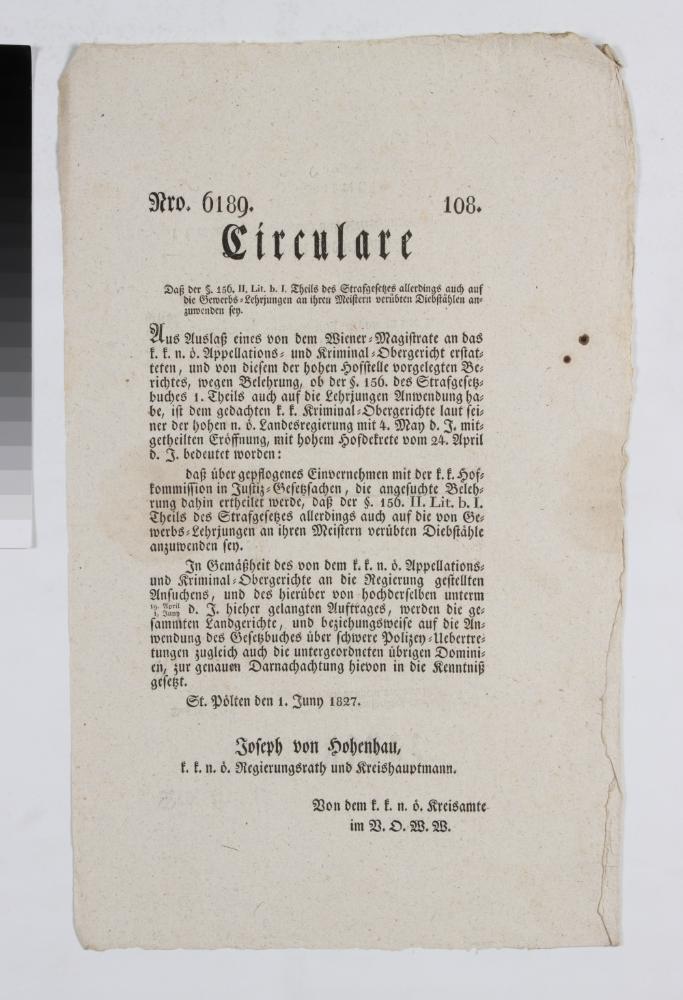 Nro. 6189. 108.
Circulare
Daß der §. 156. II. Lit. b. I. Theils des Strafgesetzes allerdings auch auf
die Gewerbs-Lehrjungen an ihren Meistern verübten Diebstählen an-
zuwenden sey.
Aus Auslaß eines von dem Wiener-Magistrate an das
k. k. n. ö. Appellations- und Kriminal-Obergericht erstat-
teten, und von diesem der hohen Hofstelle vorgelegten Be-
richtes, wegen Belehrung, ob der §. 156. des Strafgesetz-
buches 1. Theils auch auf die Lehrjungen Anwendung ha-
be, ist dem gedachten k. k. Kriminal-Obergerichte laut sei-
ner der hohen n. ö. Landesregierung mit 4. May d. J. mit-
getheilten Eröffnung, mit hohem Hofdekrete vom 24. April
d. J. bedeutet worden:
daß über gepflogenes Einvernehmen mit der k. k. Hof-
kommission in Justiz-Gesetzsachen, die angesuchte Beleh-
rung dahin ertheilet werde, daß der §. 156. II. Lit. b. I.
Theils des Strafgesetzes allerdings auch auf die von Ge-
werbs-Lehrjungen an ihren Meistern verübten Diebstähle
anzuwenden sey.
In Gemäßheit des von dem k. k. n. ö. Appellations-
und Kriminal-Obergerichte an die Regierung gestellten
Ansuchens, und des hierüber von hochderselben unterm
19. April
1. Juny d. J. hieher gelangten Auftrages, werden die ge-
sammten Landgerichte, und beziehungsweise auf die An-
wendung des Gesetzbuches über schwere Polizey-Uebertre-
tungen zugleich auch die untergeordneten übrigen Domini-
en, zur genauen Darnachachtung hievon in die Kenntniß
gesetzt.
St. Pölten den 1. Juny 1827.
Joseph von Hohenhau,
k. k. n. ö. Regierungsrath und Kreishauptmann.
Von dem k. k. n. ö. Kreisamte
im V. O. W. W.